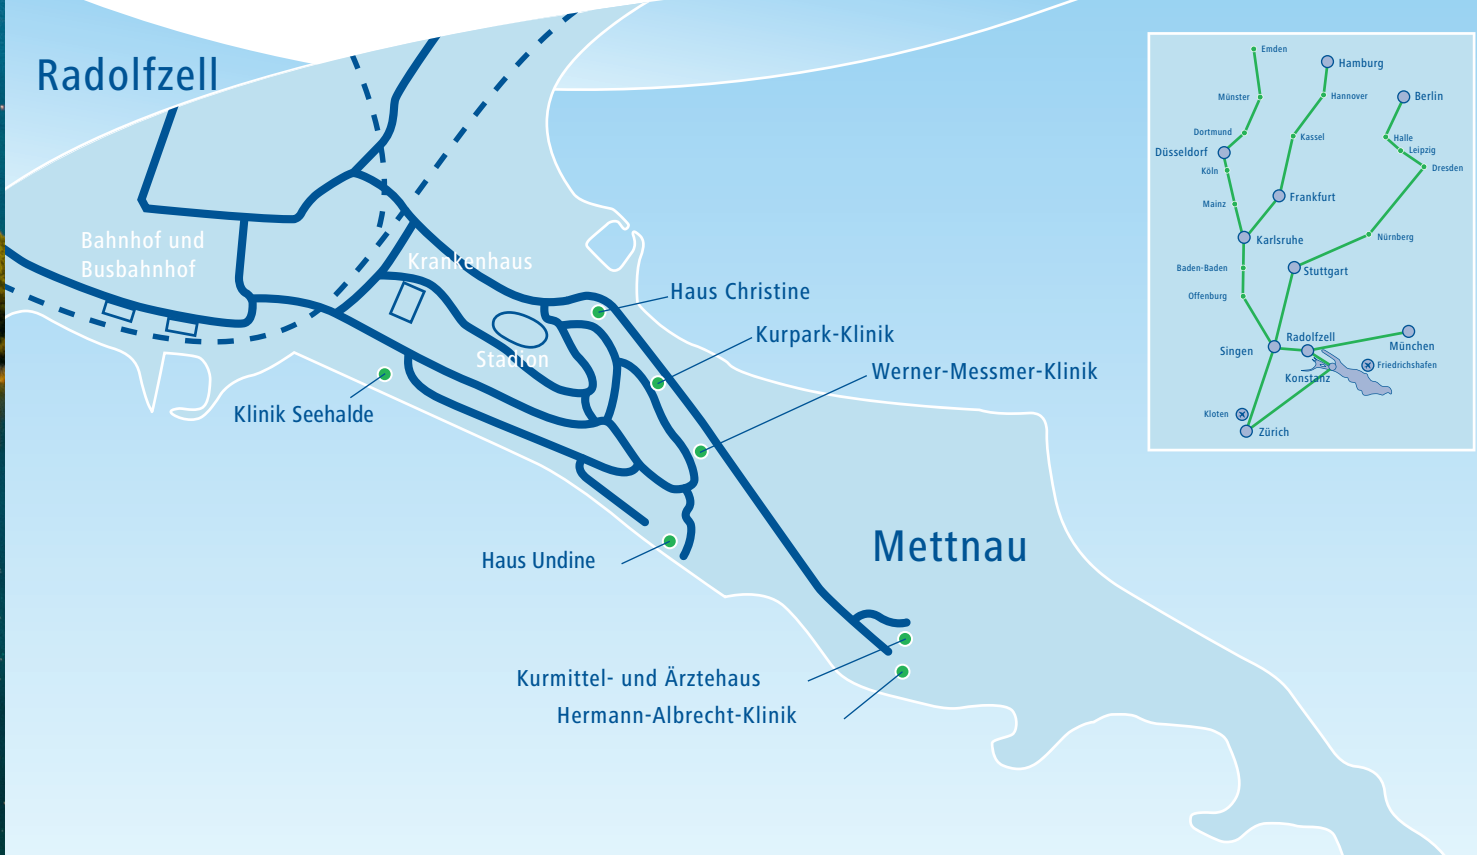 Radolfzell
Bahnhof und
Busbahnhof
Krankenhaus
Stadion
Haus Christine
Kurpark-Klinik
Werner-Messmer-Klinik
Klinik Seehalde
Haus Undine
Mettnau
Kurmittel- und Ärztehaus
Hermann-Albrecht-Klinik
Emden
Hamburg
Münster
Hannover
Berlin
Dortmund
Kassel
Halle
Düsseldorf
Leipzig
Köln
Dresden
Mainz
Frankfurt
Karlsruhe
Nürnberg
Baden-Baden
Stuttgart
Offenburg
Radolfzell
München
Singen
Friedrichshafen
Konstanz
Kloten
Zürich